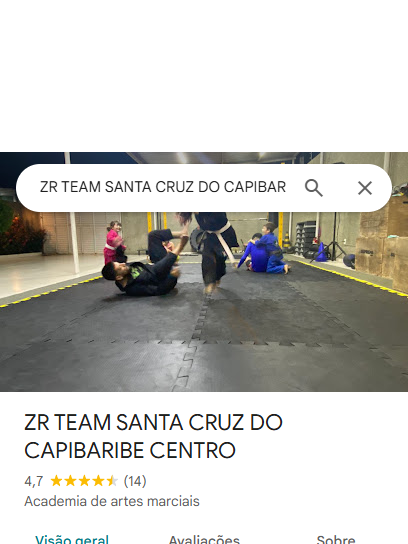 ZR TEAM SANTA CRUZ DO CAPIBAR
ZR TEAM SANTA CRUZ DO
CAPIBARIBE CENTRO
4,7 (14)
Academia de artes marciais
Visão geral Avaliações Sobre